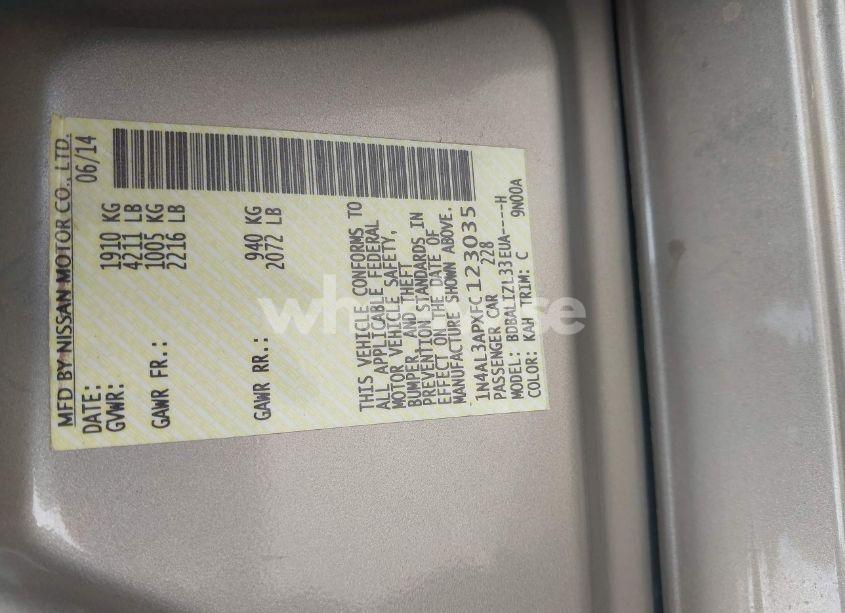 MFD BY NISSAN MOTOR CO., LTD.
DATE: 06/14
GVWR: 1910 KG
4211 LB
GAWR FR.: 1005 KG
2216 LB
GAWR RR.: 940 KG
2072 LB
THIS VEHICLE CONFORMS TO
ALL APPLICABLE FEDERAL
MOTOR VEHICLE SAFETY,
BUMPER, AND THEFT
PREVENTION STANDARDS IN
EFFECT ON THE DATE OF
MANUFACTURE SHOWN ABOVE.
1N4AL3APXFC123035
PASSENGER CAR 228
MODEL: BDBALIZL33EUA----H
COLOR: KAH TRIM: C 9N00A